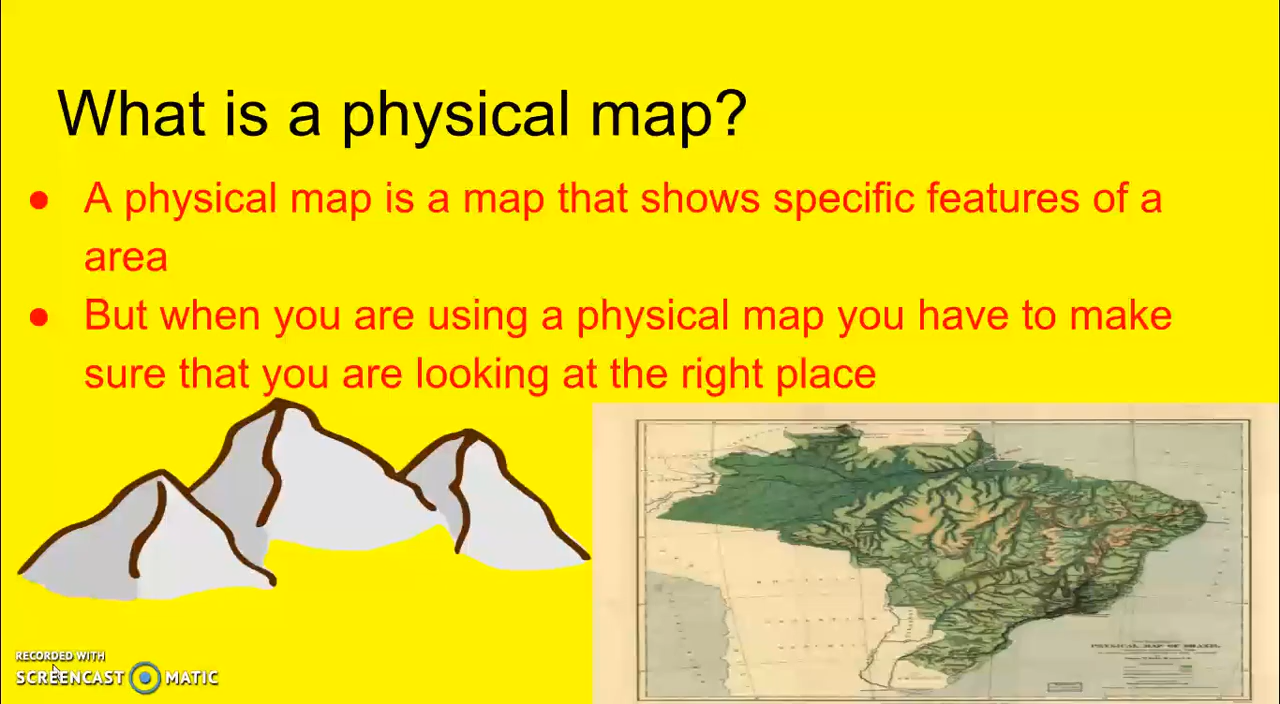 What is a physical map?
● A physical map is a map that shows specific features of a
area
● But when you are using a physical map you have to make
sure that you are looking at the right place
PHYSICAL MAP OF BRAZIL
RECORDED WITH
SCREENCAST MATIC